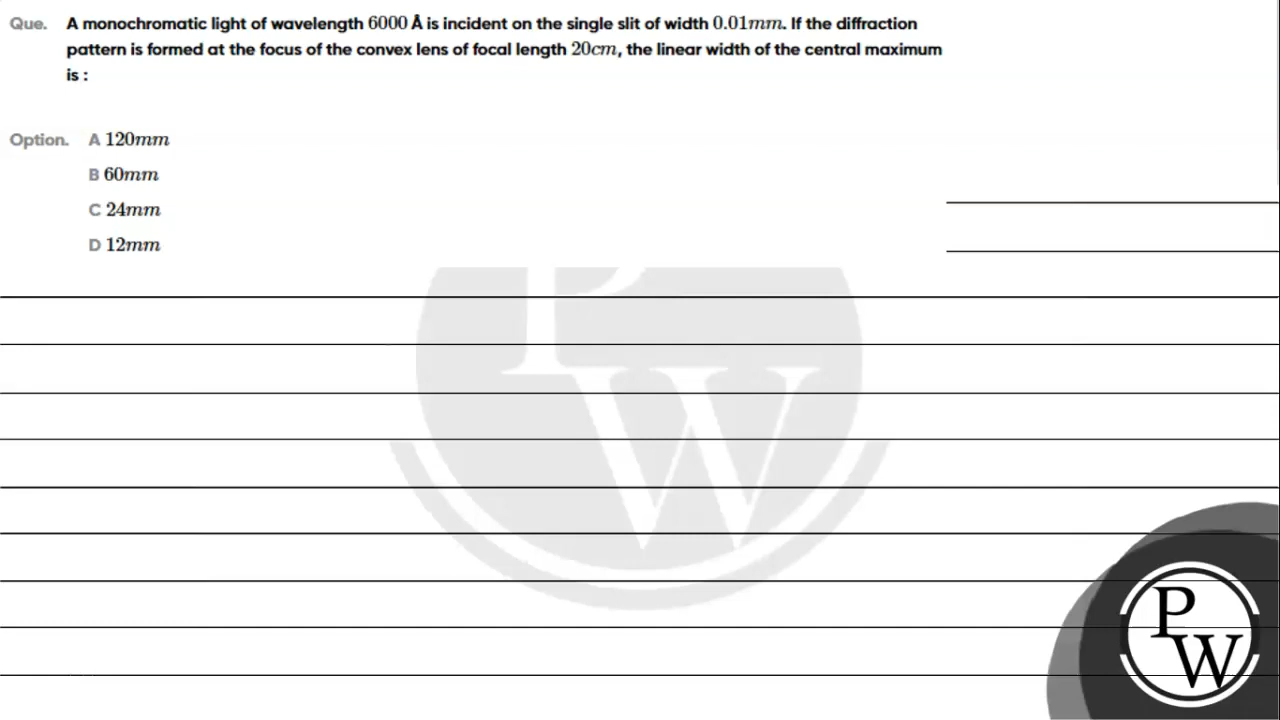 Que. A monochromatic light of wavelength 6000 Å is incident on the single slit of width 0.01mm. If the diffraction
pattern is formed at the focus of the convex lens of focal length 20cm, the linear width of the central maximum
is :
Option. A 120mm
B 60mm
C 24mm
D 12mm
PW
PW